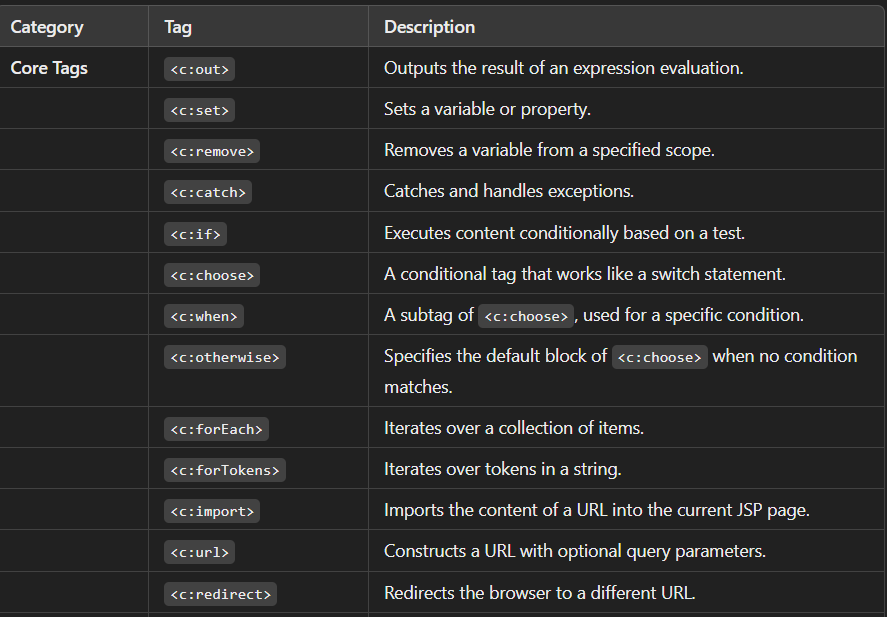 Category Tag Description
Core Tags <c:out> Outputs the result of an expression evaluation.
<c:set> Sets a variable or property.
<c:remove> Removes a variable from a specified scope.
<c:catch> Catches and handles exceptions.
<c:if> Executes content conditionally based on a test.
<c:choose> A conditional tag that works like a switch statement.
<c:when> A subtag of <c:choose>, used for a specific condition.
<c:otherwise> Specifies the default block of <c:choose> when no condition
matches.
<c:forEach> Iterates over a collection of items.
<c:forTokens> Iterates over tokens in a string.
<c:import> Imports the content of a URL into the current JSP page.
<c:url> Constructs a URL with optional query parameters.
<c:redirect> Redirects the browser to a different URL.